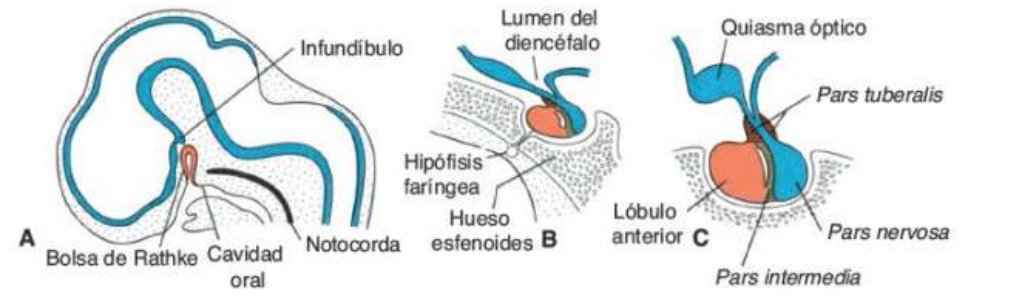 Infundíbulo
A
Bolsa de Rathke
Cavidad
oral
Notocorda
Lumen del
diencéfalo
Hipófisis
faríngea
Hueso
esfenoides
B
Quiasma óptico
Pars tuberalis
Lóbulo
anterior
C
Pars nervosa
Pars intermedia